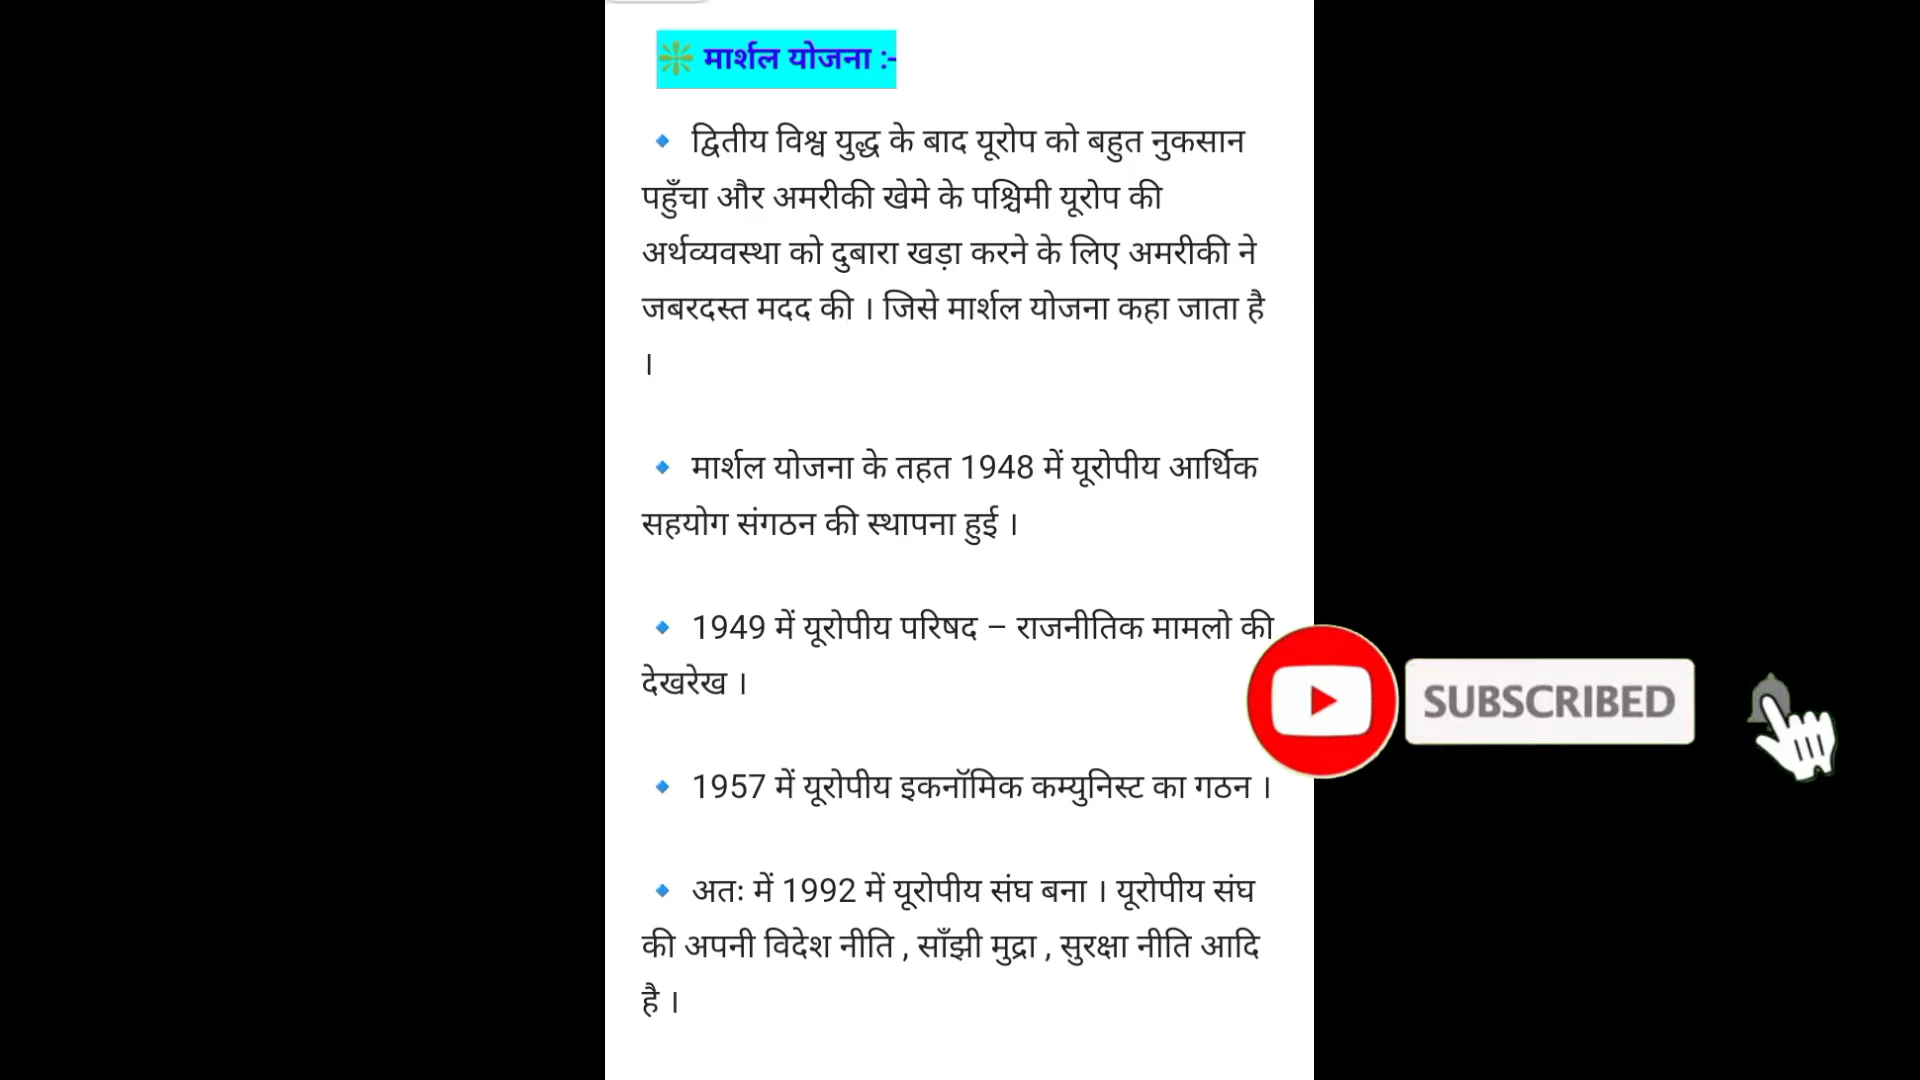 मार्शल योजना :-
द्वितीय विश्व युद्ध के बाद यूरोप को बहुत नुकसान
पहुँचा और अमरीकी खेमे के पश्चिमी यूरोप की
अर्थव्यवस्था को दुबारा खड़ा करने के लिए अमरीकी ने
जबरदस्त मदद की । जिसे मार्शल योजना कहा जाता है
।
मार्शल योजना के तहत 1948 में यूरोपीय आर्थिक
सहयोग संगठन की स्थापना हुई ।
1949 में यूरोपीय परिषद – राजनीतिक मामलो की
देखरेख ।
SUBSCRIBED
1957 में यूरोपीय इकनॉमिक कम्युनिस्ट का गठन ।
अतः में 1992 में यूरोपीय संघ बना । यूरोपीय संघ
की अपनी विदेश नीति , साँझी मुद्रा , सुरक्षा नीति आदि
है ।